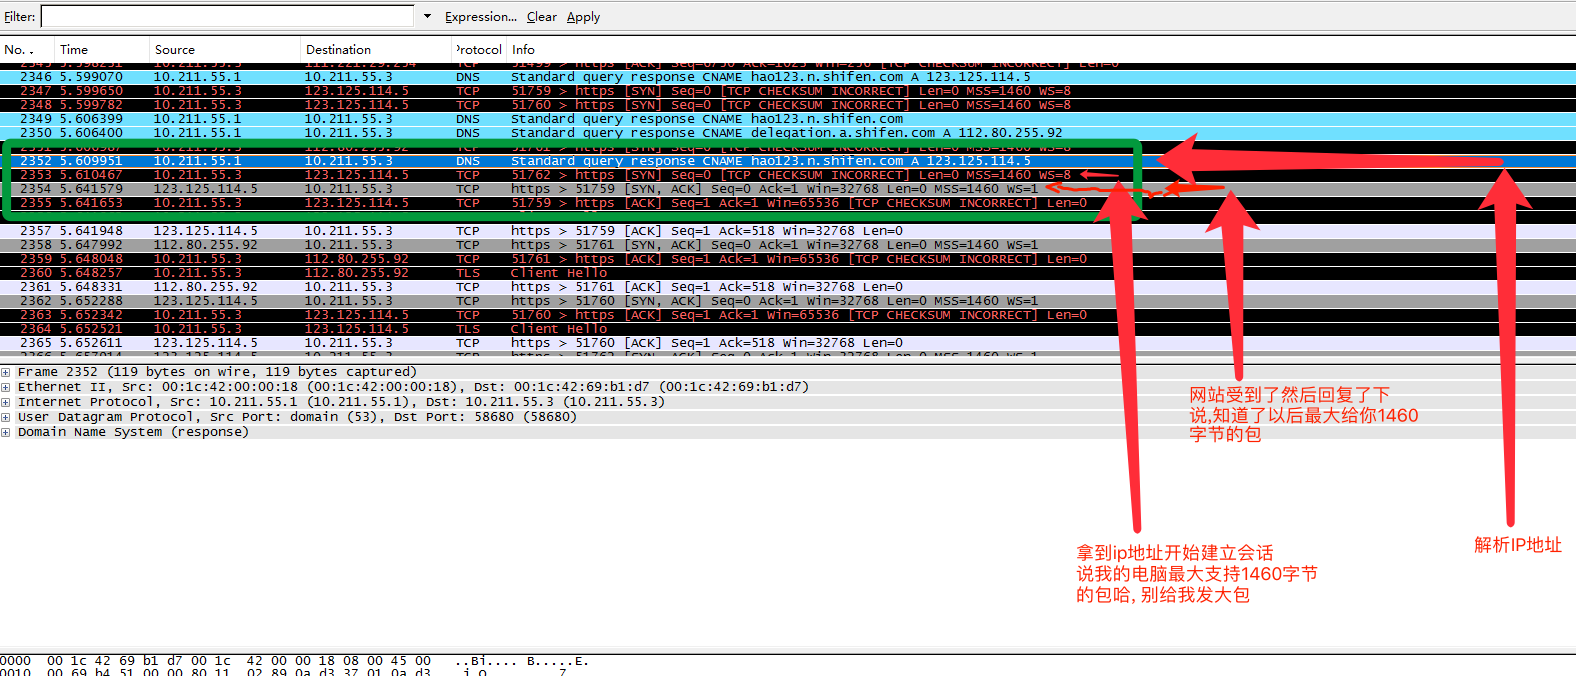 Filter: Expression... Clear Apply
No. . Time Source Destination Protocol Info
2346 5.599070 10.211.55.1 10.211.55.3 DNS Standard query response CNAME hao123.n.shifen.com A 123.125.114.5
2347 5.599650 10.211.55.3 123.125.114.5 TCP 51759 > https [SYN] Seq=0 [TCP CHECKSUM INCORRECT] Len=0 MSS=1460 WS=8
2348 5.599782 10.211.55.3 123.125.114.5 TCP 51760 > https [SYN] Seq=0 [TCP CHECKSUM INCORRECT] Len=0 MSS=1460 WS=8
2349 5.606399 10.211.55.1 10.211.55.3 DNS Standard query response CNAME hao123.n.shifen.com
2350 5.606400 10.211.55.1 10.211.55.3 DNS Standard query response CNAME delegation.a.shifen.com A 112.80.255.92
2352 5.609951 10.211.55.1 10.211.55.3 DNS Standard query response CNAME hao123.n.shifen.com A 123.125.114.5
2353 5.610467 10.211.55.3 123.125.114.5 TCP 51762 > https [SYN] Seq=0 [TCP CHECKSUM INCORRECT] Len=0 MSS=1460 WS=8
2354 5.641579 123.125.114.5 10.211.55.3 TCP https > 51759 [SYN, ACK] Seq=0 Ack=1 Win=32768 Len=0 MSS=1460 WS=1
2355 5.641653 10.211.55.3 123.125.114.5 TCP 51759 > https [ACK] Seq=1 Ack=1 Win=65536 [TCP CHECKSUM INCORRECT] Len=0
2357 5.641948 123.125.114.5 10.211.55.3 TCP https > 51759 [ACK] Seq=1 Ack=518 Win=32768 Len=0
2358 5.647992 112.80.255.92 10.211.55.3 TCP https > 51761 [SYN, ACK] Seq=0 Ack=1 Win=32768 Len=0 MSS=1460 WS=1
2359 5.648048 10.211.55.3 112.80.255.92 TCP 51761 > https [ACK] Seq=1 Ack=1 Win=65536 [TCP CHECKSUM INCORRECT] Len=0
2360 5.648257 10.211.55.3 112.80.255.92 TLS Client Hello
2361 5.648331 112.80.255.92 10.211.55.3 TCP https > 51761 [ACK] Seq=1 Ack=518 Win=32768 Len=0
2362 5.652288 123.125.114.5 10.211.55.3 TCP https > 51760 [SYN, ACK] Seq=0 Ack=1 Win=32768 Len=0 MSS=1460 WS=1
2363 5.652342 10.211.55.3 123.125.114.5 TCP 51760 > https [ACK] Seq=1 Ack=1 Win=65536 [TCP CHECKSUM INCORRECT] Len=0
2364 5.652521 10.211.55.3 123.125.114.5 TLS Client Hello
2365 5.652611 123.125.114.5 10.211.55.3 TCP https > 51760 [ACK] Seq=1 Ack=518 Win=32768 Len=0
Frame 2352 (119 bytes on wire, 119 bytes captured)
Ethernet II, Src: 00:1c:42:00:00:18 (00:1c:42:00:00:18), Dst: 00:1c:42:69:b1:d7 (00:1c:42:69:b1:d7)
Internet Protocol, Src: 10.211.55.1 (10.211.55.1), Dst: 10.211.55.3 (10.211.55.3)
User Datagram Protocol, Src Port: domain (53), Dst Port: 58680 (58680)
Domain Name System (response)
网站受到了然后回复了下
说,知道了以后最大给你1460
字节的包
拿到ip地址开始建立会话
说我的电脑最大支持1460字节
的包哈, 别给我发大包
解析IP地址
0000 00 1c 42 69 b1 d7 00 1c 42 00 00 18 08 00 45 00 ..Bi.... B.....E.